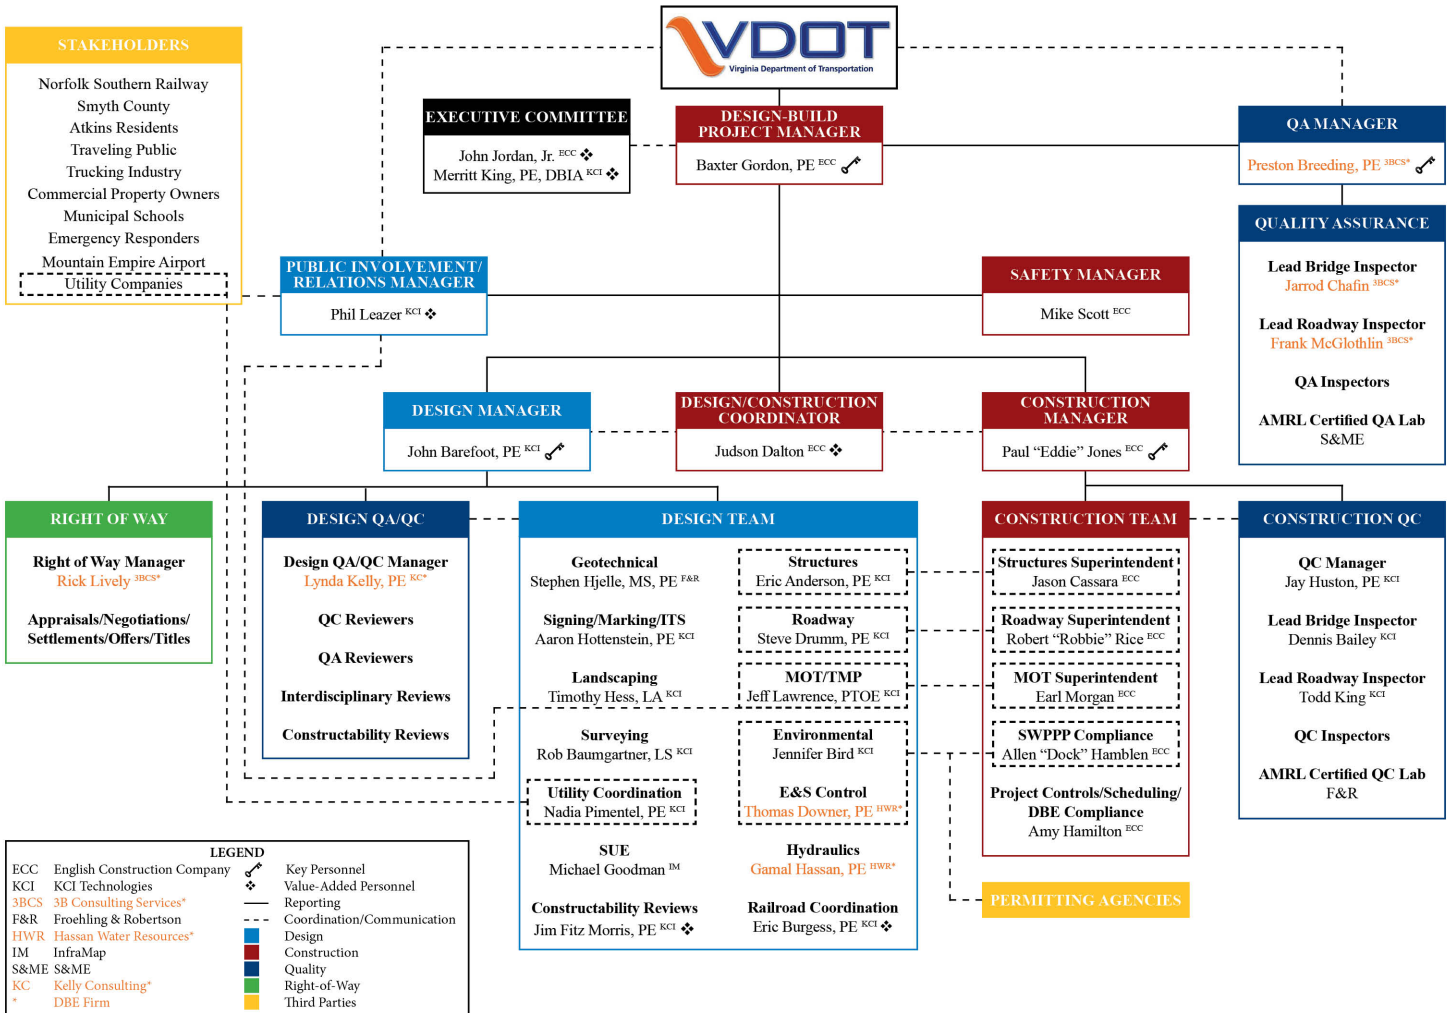 VDOT
Virginia Department of Transportation
STAKEHOLDERS
Norfolk Southern Railway
Smyth County
Atkins Residents
Traveling Public
Trucking Industry
Commercial Property Owners
Municipal Schools
Emergency Responders
Mountain Empire Airport
Utility Companies
EXECUTIVE COMMITTEE
John Jordan, Jr. ECC ❖
Merritt King, PE, DBIA KCI ❖
DESIGN-BUILD
PROJECT MANAGER
Baxter Gordon, PE ECC
QA MANAGER
Preston Breeding, PE 3BCS*
QUALITY ASSURANCE
Lead Bridge Inspector
Jarrod Chafin 3BCS*
Lead Roadway Inspector
Frank McGlothlin 3BCS*
QA Inspectors
AMRL Certified QA Lab
S&ME
PUBLIC INVOLVEMENT/
RELATIONS MANAGER
Phil Leazer KCI ❖
SAFETY MANAGER
Mike Scott ECC
DESIGN MANAGER
John Barefoot, PE KCI
DESIGN/CONSTRUCTION
COORDINATOR
Judson Dalton ECC ❖
CONSTRUCTION
MANAGER
Paul “Eddie” Jones ECC
RIGHT OF WAY
Right of Way Manager
Rick Lively 3BCS*
Appraisals/Negotiations/
Settlements/Offers/Titles
DESIGN QA/QC
Design QA/QC Manager
Lynda Kelly, PE KC*
QC Reviewers
QA Reviewers
Interdisciplinary Reviews
Constructability Reviews
DESIGN TEAM
Geotechnical
Stephen Hjelle, MS, PE F&R
Signing/Marking/ITS
Aaron Hottenstein, PE KCI
Landscaping
Timothy Hess, LA KCI
Surveying
Rob Baumgartner, LS KCI
Utility Coordination
Nadia Pimentel, PE KCI
SUE
Michael Goodman IM
Constructability Reviews
Jim Fitz Morris, PE KCI ❖
Structures
Eric Anderson, PE KCI
Roadway
Steve Drumm, PE KCI
MOT/TMP
Jeff Lawrence, PTOE KCI
Environmental
Jennifer Bird KCI
E&S Control
Thomas Downer, PE HWR*
Hydraulics
Gamal Hassan, PE HWR*
Railroad Coordination
Eric Burgess, PE KCI ❖
CONSTRUCTION TEAM
Structures Superintendent
Jason Cassara ECC
Roadway Superintendent
Robert “Robbie” Rice ECC
MOT Superintendent
Earl Morgan ECC
SWPPP Compliance
Allen “Dock” Hamblen ECC
Project Controls/Scheduling/
DBE Compliance
Amy Hamilton ECC
CONSTRUCTION QC
QC Manager
Jay Huston, PE KCI
Lead Bridge Inspector
Dennis Bailey KCI
Lead Roadway Inspector
Todd King KCI
QC Inspectors
AMRL Certified QC Lab
F&R
PERMITTING AGENCIES
LEGEND
ECC English Construction Company
KCI KCI Technologies
3BCS 3B Consulting Services*
F&R Froehling & Robertson
HWR Hassan Water Resources*
IM InfraMap
S&ME S&ME
KC Kelly Consulting*
* DBE Firm
Key Personnel
❖ Value-Added Personnel
Reporting
Coordination/Communication
Design
Construction
Quality
Right-of-Way
Third Parties